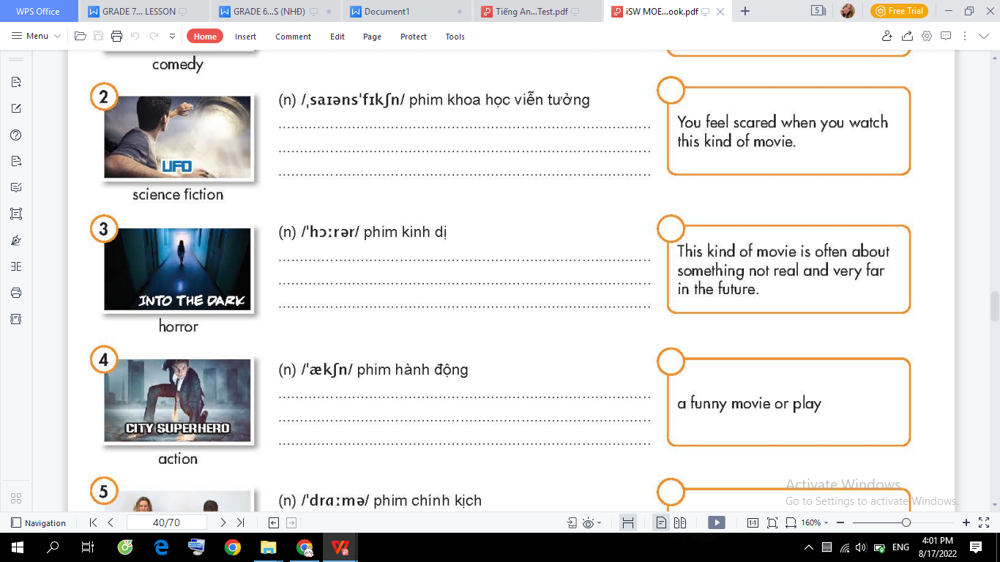 WPS Office
GRADE 7... LESSON
GRADE 6...S (NHĐ)
Document1
Tiếng An...Test.pdf
iSW MOE...ook.pdf
5
Free Trial
Menu
Home
Insert
Comment
Edit
Page
Protect
Tools
comedy
2
(n) /ˌsaɪənsˈfɪkʃn/ phim khoa học viễn tưởng
UFO
science fiction
You feel scared when you watch
this kind of movie.
3
(n) /ˈhɔːrər/ phim kinh dị
INTO THE DARK
horror
This kind of movie is often about
something not real and very far
in the future.
4
(n) /ˈækʃn/ phim hành động
CITY SUPERHERO
action
a funny movie or play
5
(n) /ˈdrɑːmə/ phim chính kịch
Activate Windows
Go to Settings to activate Windows.
Navigation
40/70
1:1
160%
ENG
4:01 PM
8/17/2022